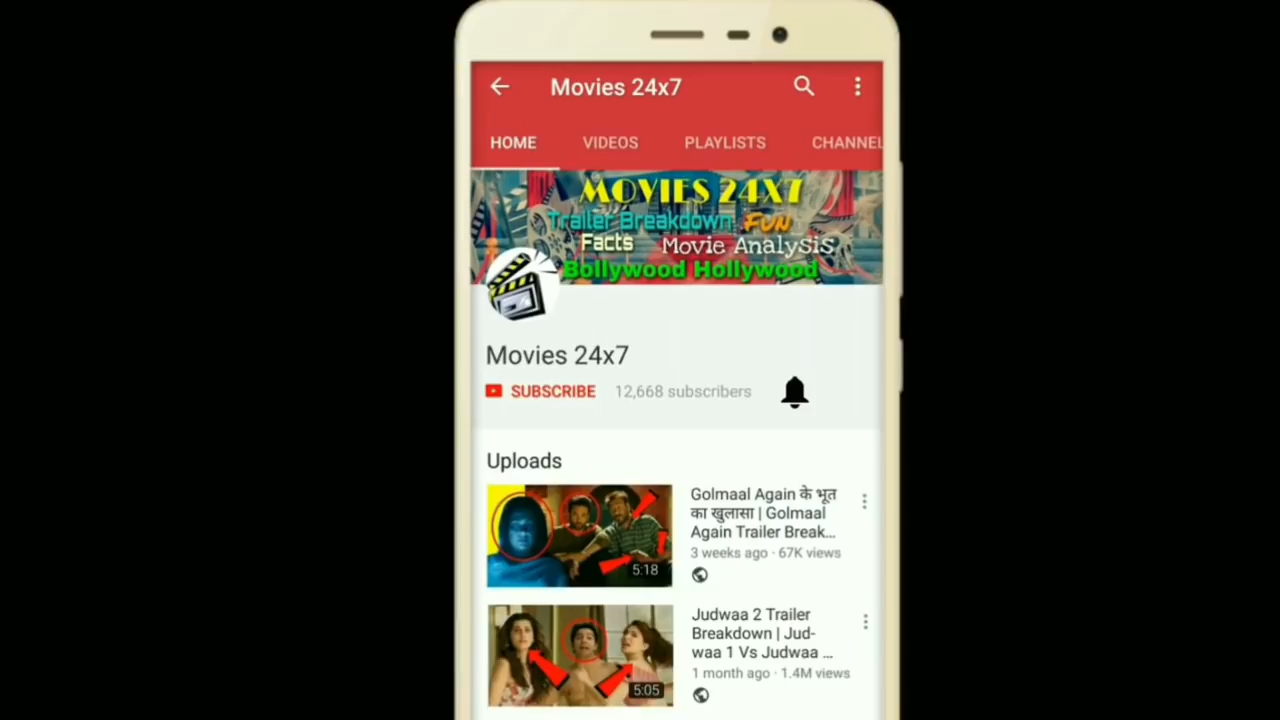 Movies 24x7
HOME VIDEOS PLAYLISTS CHANNEL
MOVIES 24X7
Trailer Breakdown FUN
Facts Movie Analysis
Bollywood Hollywood
Movies 24x7
SUBSCRIBE 12,668 subscribers
Uploads
Golmaal Again के भूत
का खुलासा | Golmaal
Again Trailer Break...
3 weeks ago · 67K views
5:18
Judwaa 2 Trailer
Breakdown | Jud-
waa 1 Vs Judwaa ...
1 month ago · 1.4M views
5:05